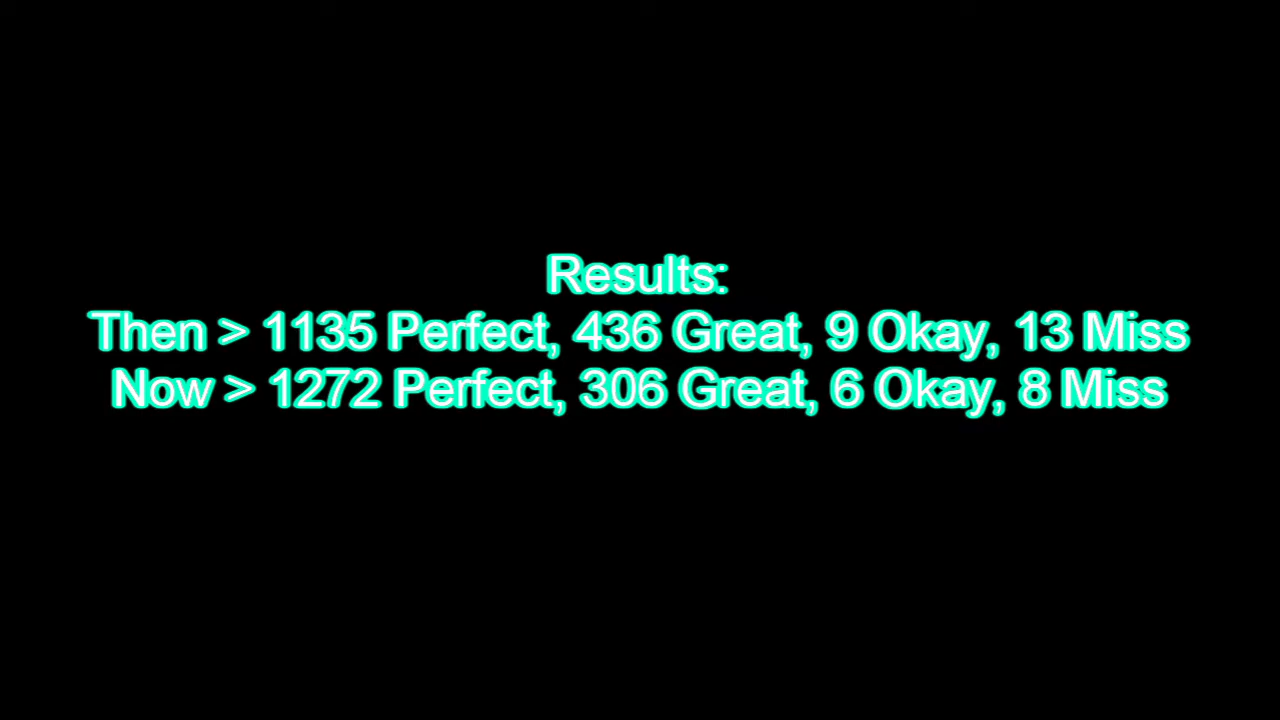 Results:
Then > 1135 Perfect, 436 Great, 9 Okay, 13 Miss
Now > 1272 Perfect, 306 Great, 6 Okay, 8 Miss